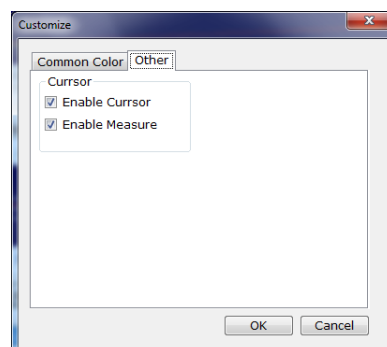 Customize
x
Common Color Other
Currsor
Enable Currsor
Enable Measure
OK Cancel